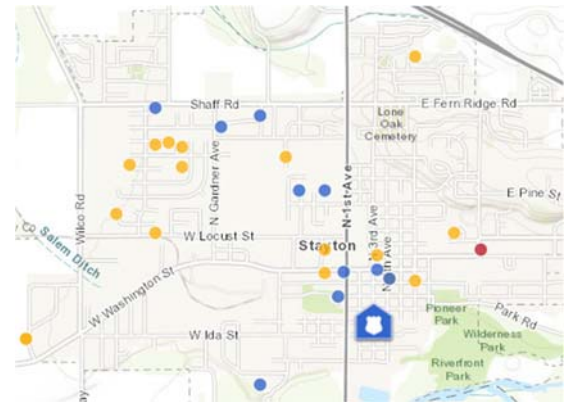 Shaff Rd
E Fern Ridge Rd
Lone
Oak
Cemetery
N Gardner Ave
N 1st Ave
E Pine St
Wilco Rd
N 3rd Ave
W Locust St
Stayton
Co
Salem Ditch
W Washington St
Park Rd
Pioneer
Park
W Ida St
Wilderness
Park
Riverfront
Park